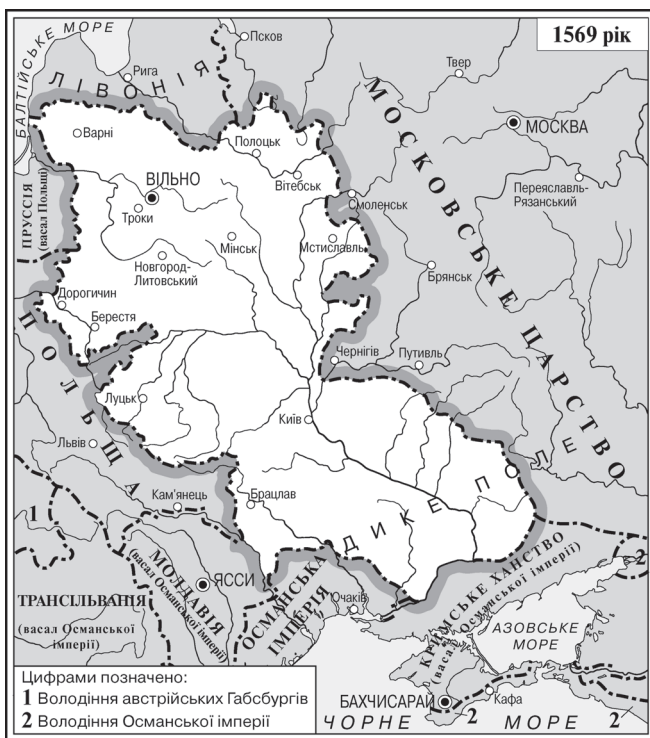 1569 рік
БАЛТІЙСЬКЕ МОРЕ
Псков
ЛІВОНІЯ
Рига
Твер
МОСКОВСЬКЕ ЦАРСТВО
МОСКВА
Варні
Полоцьк
Вітебськ
Переяславль-
Рязанський
ПРУССІЯ
(васал Польщі)
ВІЛЬНО
Троки
Смоленськ
Мінськ
Мстиславль
Новгород-
Литовський
Брянськ
Дорогичин
Берестя
ПОЛЬЩА
Чернігів
Путивль
Луцьк
Київ
Львів
ДИКЕ ПОЛЕ
Кам'янець
Брацлав
1
МОЛДАВІЯ
(васал Османської імперії)
ЯССИ
ОСМАНСЬКА
ІМПЕРІЯ
Очаків
КРИМСЬКЕ ХАНСТВО
(васал Османської імперії)
2
ТРАНСІЛЬВАНІЯ
(васал Османської
імперії)
АЗОВСЬКЕ
МОРЕ
Цифрами позначено:
1 Володіння австрійських Габсбургів
2 Володіння Османської імперії
БАХЧИСАРАЙ
Кафа
2
2
ЧОРНЕ МОРЕ